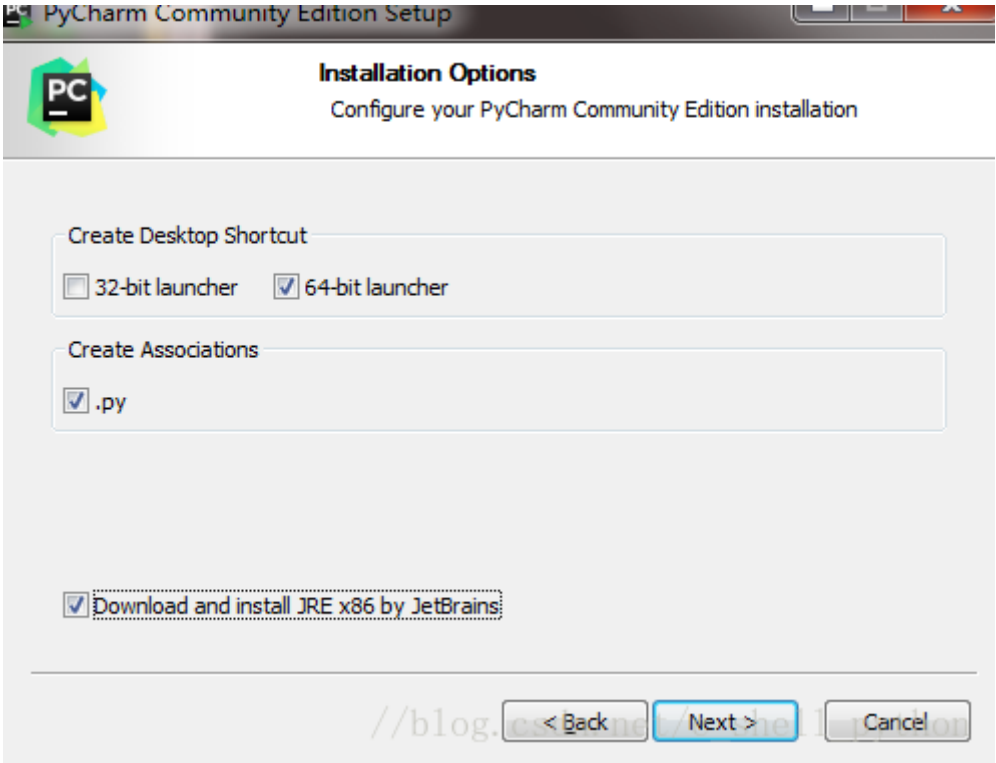 PyCharm Community Edition Setup
PC
Installation Options
Configure your PyCharm Community Edition installation
Create Desktop Shortcut
32-bit launcher 64-bit launcher
Create Associations
.py
Download and install JRE x86 by JetBrains
< Back Next > Cancel
//blog.